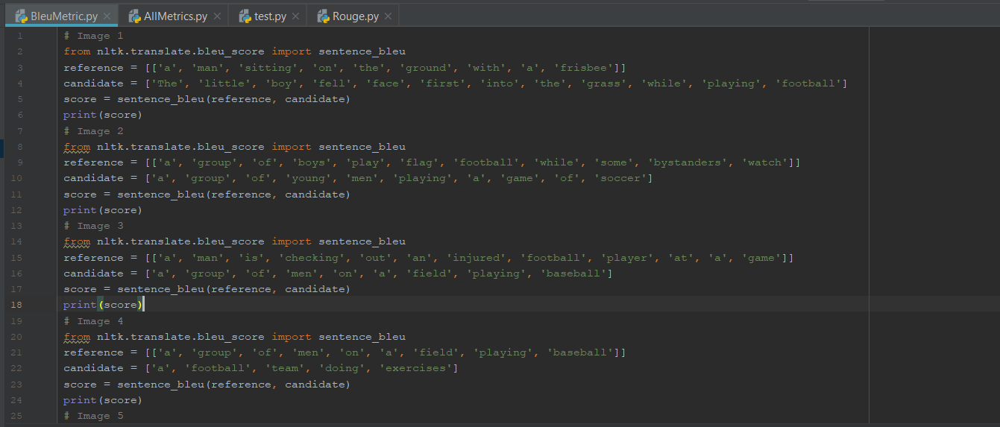 BleuMetric.py AllMetrics.py test.py Rouge.py
1 # Image 1
2 from nltk.translate.bleu_score import sentence_bleu
3 reference = [['a', 'man', 'sitting', 'on', 'the', 'ground', 'with', 'a', 'frisbee']]
4 candidate = ['The', 'little', 'boy', 'fell', 'face', 'first', 'into', 'the', 'grass', 'while', 'playing', 'football']
5 score = sentence_bleu(reference, candidate)
6 print(score)
7 # Image 2
8 from nltk.translate.bleu_score import sentence_bleu
9 reference = [['a', 'group', 'of', 'boys', 'play', 'flag', 'football', 'while', 'some', 'bystanders', 'watch']]
10 candidate = ['a', 'group', 'of', 'young', 'men', 'playing', 'a', 'game', 'of', 'soccer']
11 score = sentence_bleu(reference, candidate)
12 print(score)
13 # Image 3
14 from nltk.translate.bleu_score import sentence_bleu
15 reference = [['a', 'man', 'is', 'checking', 'out', 'an', 'injured', 'football', 'player', 'at', 'a', 'game']]
16 candidate = ['a', 'group', 'of', 'men', 'on', 'a', 'field', 'playing', 'baseball']
17 score = sentence_bleu(reference, candidate)
18 print(score)
19 # Image 4
20 from nltk.translate.bleu_score import sentence_bleu
21 reference = [['a', 'group', 'of', 'men', 'on', 'a', 'field', 'playing', 'baseball']]
22 candidate = ['a', 'football', 'team', 'doing', 'exercises']
23 score = sentence_bleu(reference, candidate)
24 print(score)
25 # Image 5